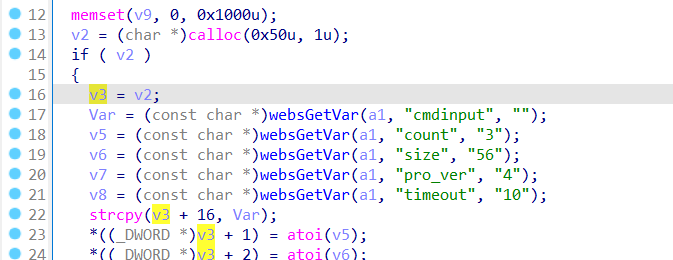 12 memset(v9, 0, 0x1000u);
13 v2 = (char *)calloc(0x50u, 1u);
14 if ( v2 )
15 {
16 v3 = v2;
17 Var = (const char *)websGetVar(a1, "cmdinput", "");
18 v5 = (const char *)websGetVar(a1, "count", "3");
19 v6 = (const char *)websGetVar(a1, "size", "56");
20 v7 = (const char *)websGetVar(a1, "pro_ver", "4");
21 v8 = (const char *)websGetVar(a1, "timeout", "10");
22 strcpy(v3 + 16, Var);
23 *((_DWORD *)v3 + 1) = atoi(v5);
24 *((_DWORD *)v3 + 2) = atoi(v6);